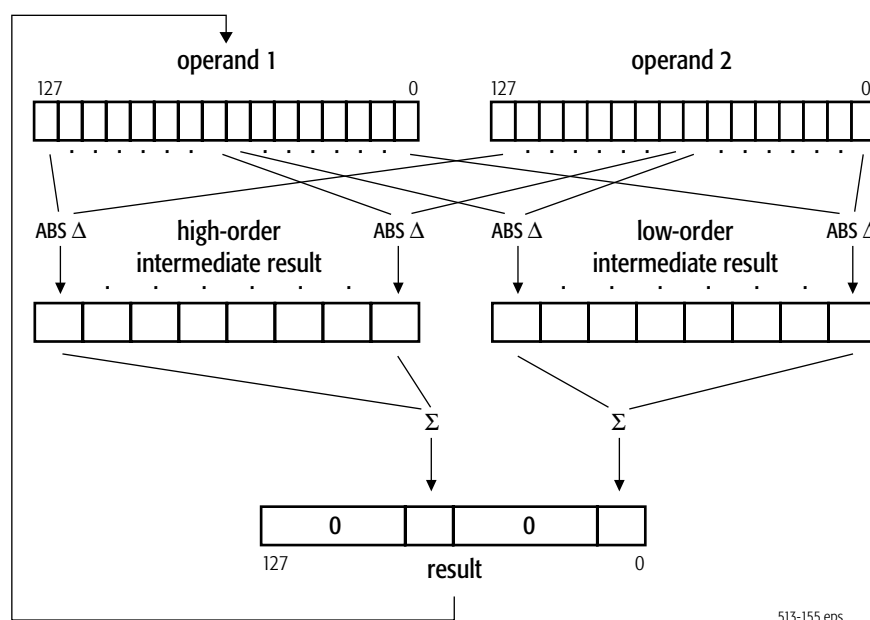 operand 1
operand 2
127
0
127
0
ABS Δ
ABS Δ
ABS Δ
ABS Δ
high-order
intermediate result
low-order
intermediate result
Σ
Σ
0
0
127
result
0
513-155.eps